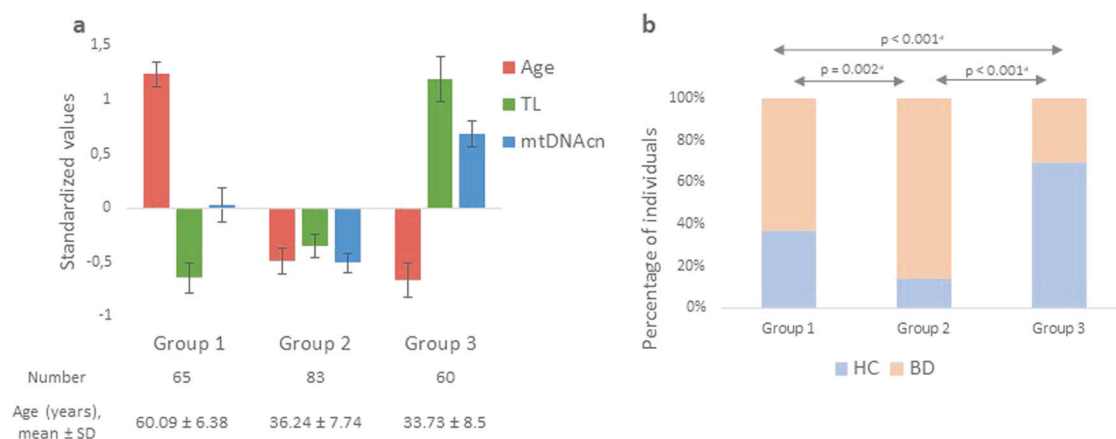 a
1,5
1
0,5
0
-0,5
-1
Standardized values
Age
TL
mtDNAcn
Group 1 Group 2 Group 3
Number 65 83 60
Age (years), mean ± SD 60.09 ± 6.38 36.24 ± 7.74 33.73 ± 8.5
b
p < 0.001ᵃ
p = 0.002ᵃ p < 0.001ᵃ
100%
80%
60%
40%
20%
0%
Percentage of individuals
Group 1 Group 2 Group 3
HC BD